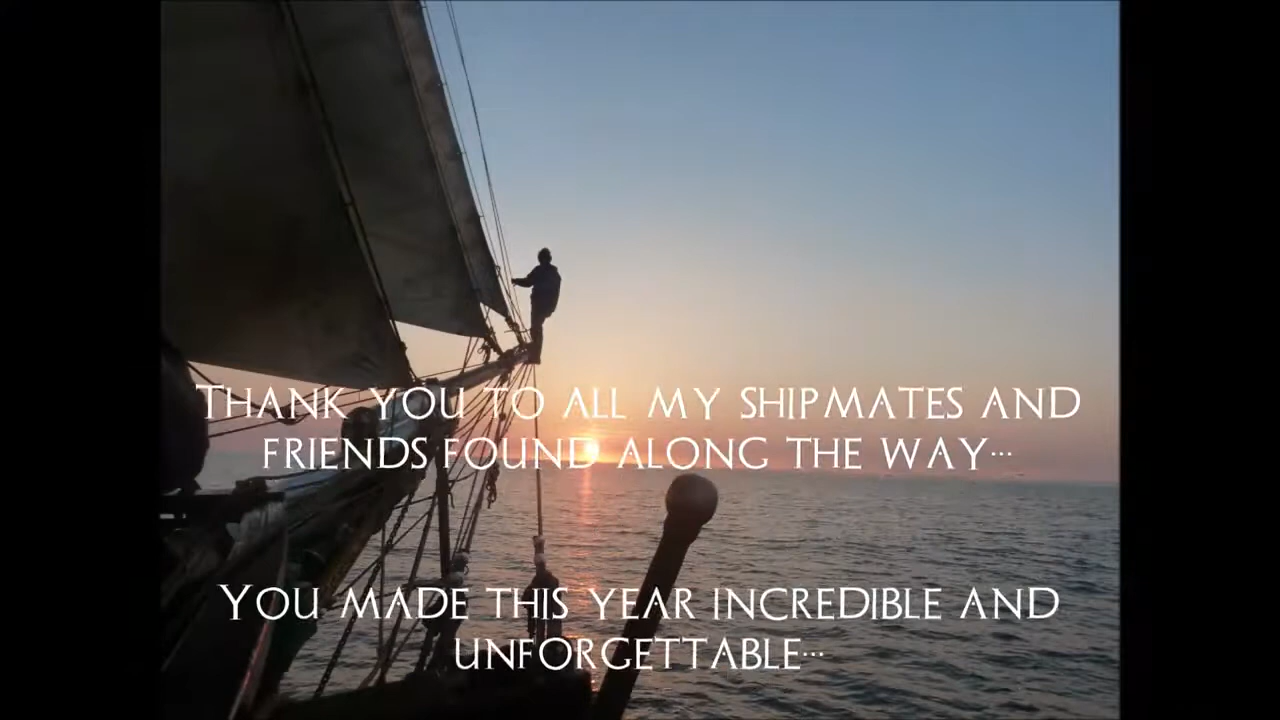 Thank you to all my shipmates and
friends found along the way...
You made this year incredible and
unforgettable...